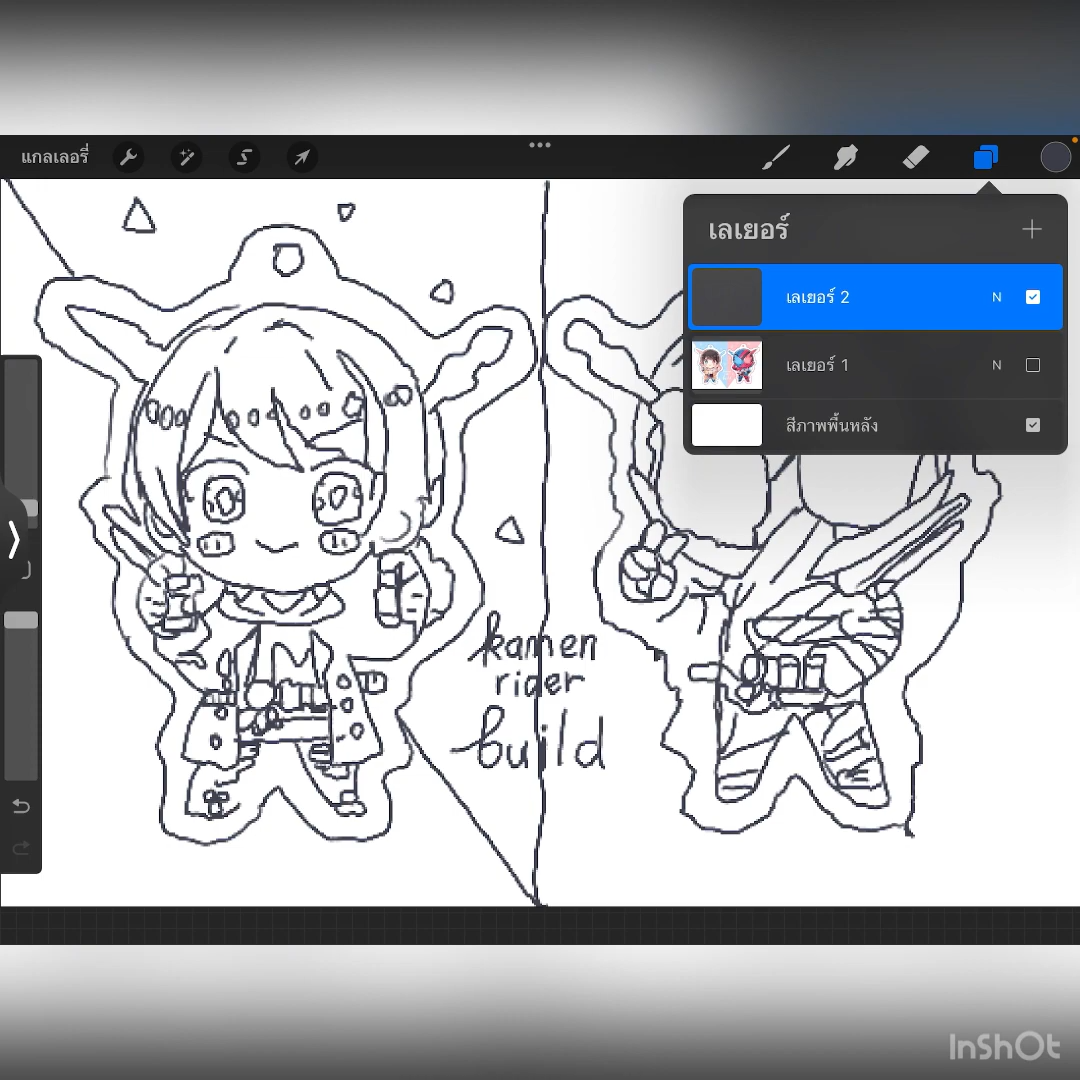 แกลเลอรี่
เลเยอร์
เลเยอร์ 2 N
เลเยอร์ 1 N
สีภาพพื้นหลัง
kamen
rider
build
InShOt